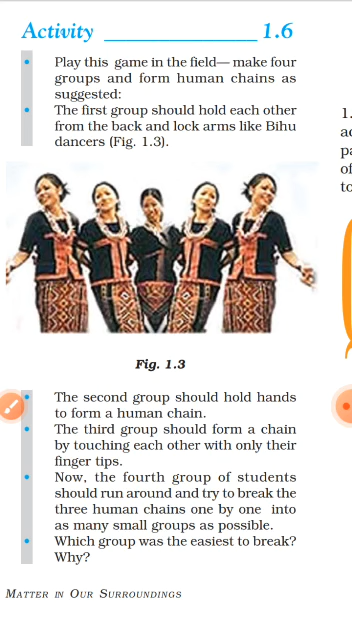 Activity ______________ 1.6
• Play this game in the field— make four
groups and form human chains as
suggested:
• The first group should hold each other
from the back and lock arms like Bihu
dancers (Fig. 1.3).
Fig. 1.3
• The second group should hold hands
to form a human chain.
• The third group should form a chain
by touching each other with only their
finger tips.
• Now, the fourth group of students
should run around and try to break the
three human chains one by one into
as many small groups as possible.
• Which group was the easiest to break?
Why?
MATTER IN OUR SURROUNDINGS
1.